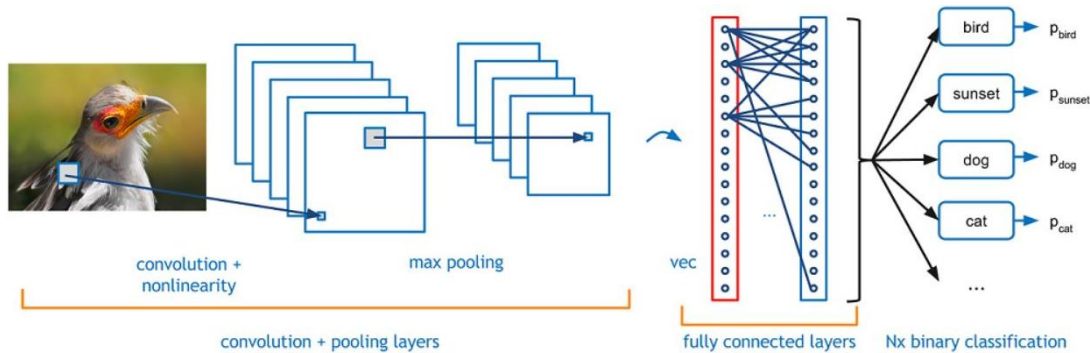 bird
p_bird
sunset
p_sunset
dog
p_dog
cat
p_cat
...
...
convolution +
nonlinearity
max pooling
vec
convolution + pooling layers
fully connected layers
Nx binary classification